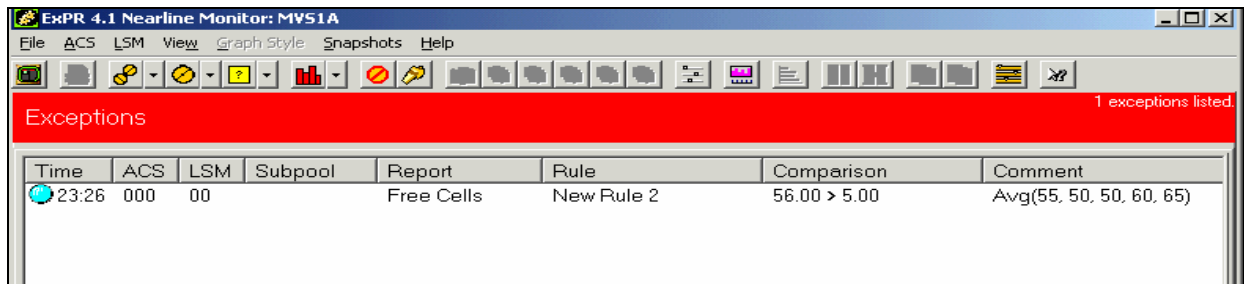 ExPR 4.1 Nearline Monitor: MVS1A
File ACS LSM View Graph Style Snapshots Help
1 exceptions listed.
Exceptions
Time ACS LSM Subpool Report Rule Comparison Comment
23:26 000 00 Free Cells New Rule 2 56.00 > 5.00 Avg(55, 50, 50, 60, 65)